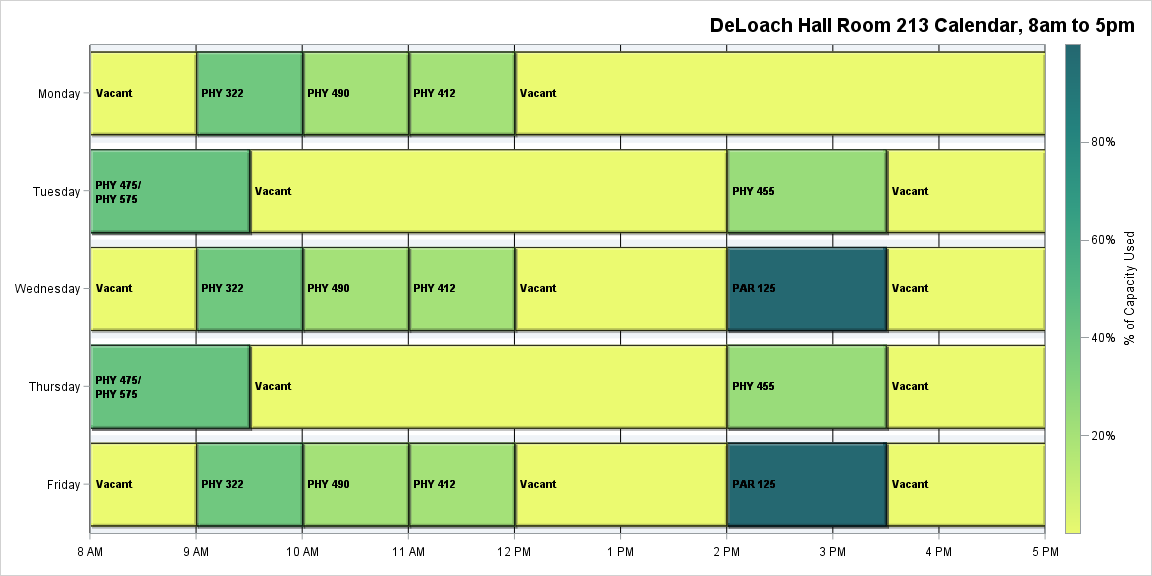 DeLoach Hall Room 213 Calendar, 8am to 5pm
Monday
Vacant
PHY 322
PHY 490
PHY 412
Vacant
Tuesday
PHY 475/
PHY 575
Vacant
PHY 455
Vacant
Wednesday
Vacant
PHY 322
PHY 490
PHY 412
Vacant
PAR 125
Vacant
Thursday
PHY 475/
PHY 575
Vacant
PHY 455
Vacant
Friday
Vacant
PHY 322
PHY 490
PHY 412
Vacant
PAR 125
Vacant
8 AM
9 AM
10 AM
11 AM
12 PM
1 PM
2 PM
3 PM
4 PM
5 PM
80%
60%
40%
20%
% of Capacity Used